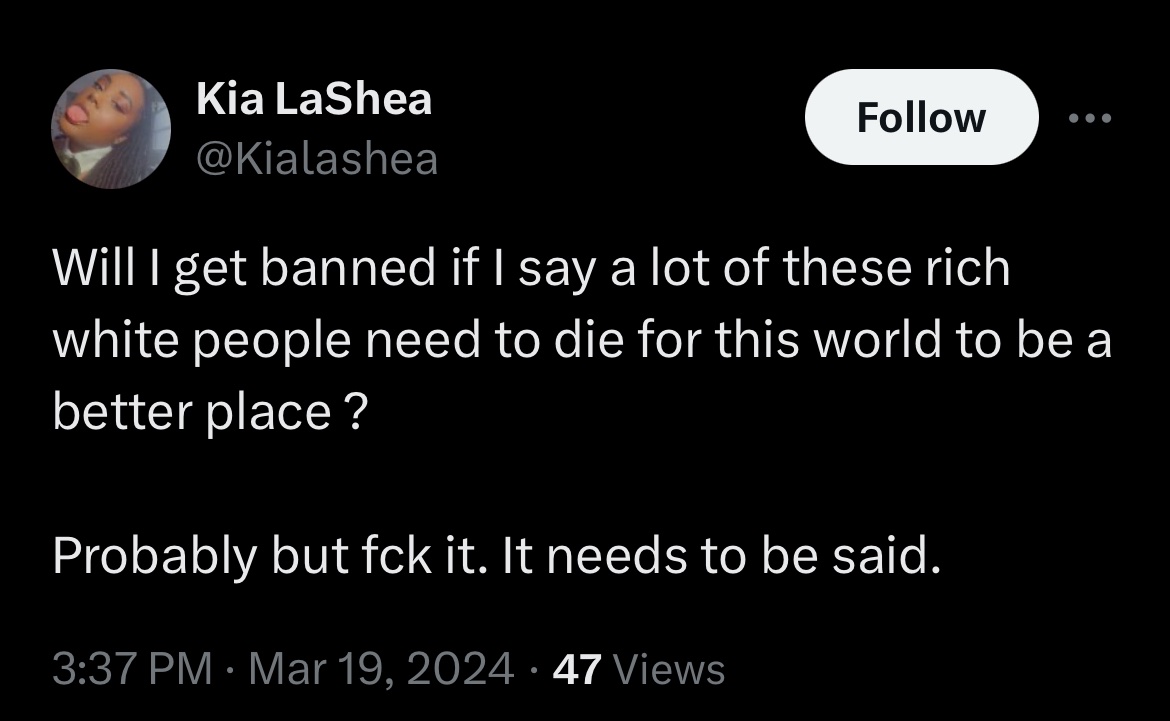 Kia LaShea
@Kialashea
Follow
Will I get banned if I say a lot of these rich
white people need to die for this world to be a
better place ?
Probably but fck it. It needs to be said.
3:37 PM · Mar 19, 2024 · 47 Views